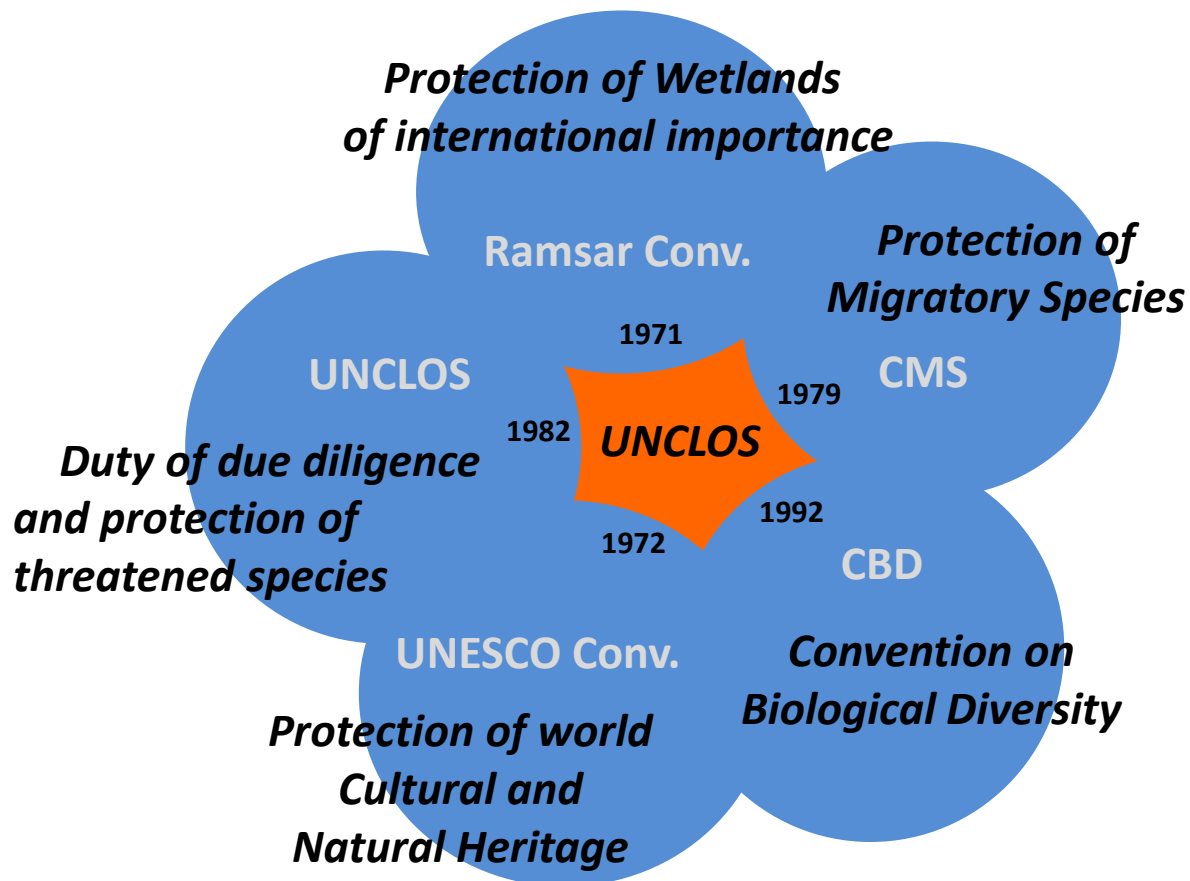 Protection of Wetlands
of international importance
Ramsar Conv.
1971
Protection of
Migratory Species
CMS
1979
UNCLOS
1982
Duty of due diligence
and protection of
threatened species
UNCLOS
1992
CBD
Convention on
Biological Diversity
1972
UNESCO Conv.
Protection of world
Cultural and
Natural Heritage